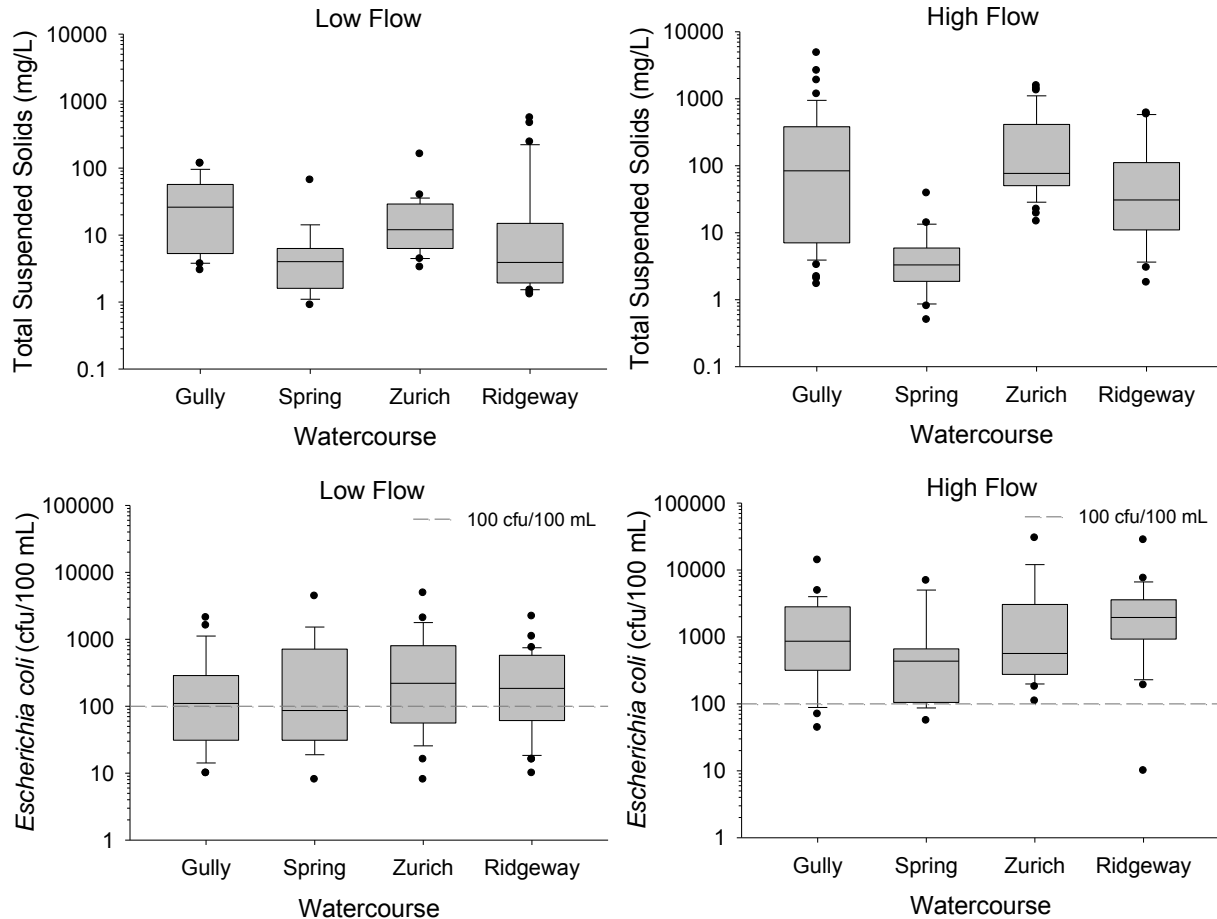 Low Flow
Total Suspended Solids (mg/L)
10000
1000
100
10
1
0.1
Gully Spring Zurich Ridgeway
Watercourse
High Flow
Total Suspended Solids (mg/L)
10000
1000
100
10
1
0.1
Gully Spring Zurich Ridgeway
Watercourse
Low Flow
Escherichia coli (cfu/100 mL)
100000
10000
1000
100
10
1
100 cfu/100 mL
Gully Spring Zurich Ridgeway
Watercourse
High Flow
Escherichia coli (cfu/100 mL)
100000
10000
1000
100
10
1
100 cfu/100 mL
Gully Spring Zurich Ridgeway
Watercourse